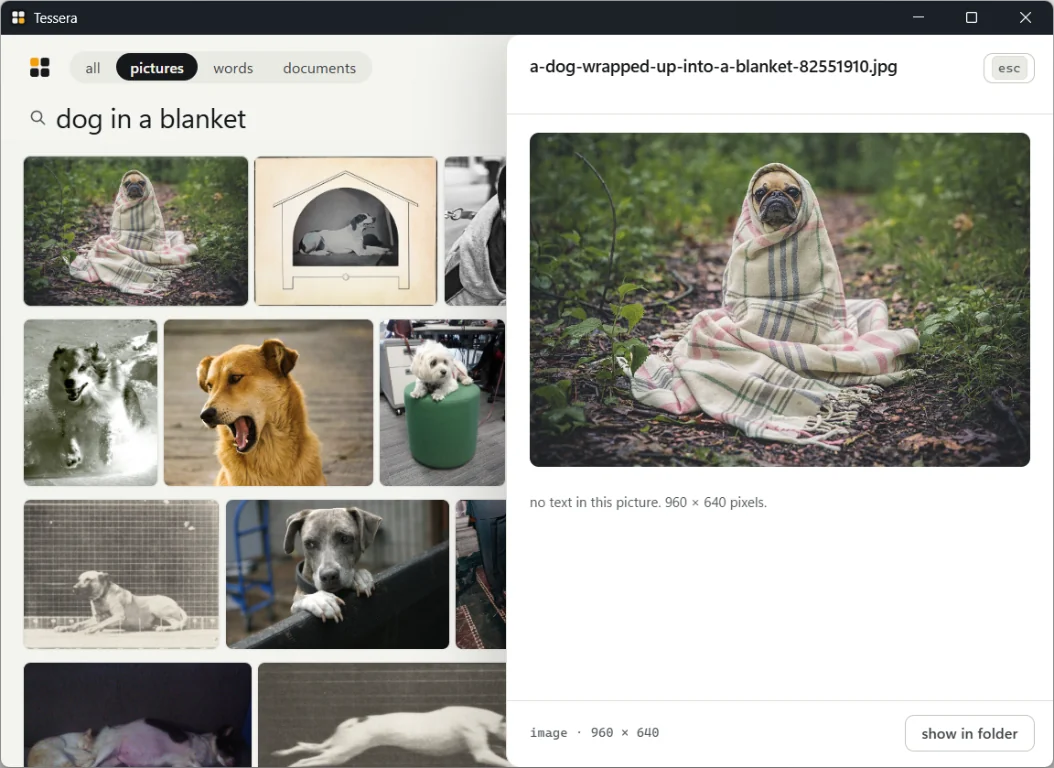 Tessera
all pictures words documents
dog in a blanket
a-dog-wrapped-up-into-a-blanket-82551910.jpg
esc
no text in this picture. 960 × 640 pixels.
image · 960 × 640
show in folder